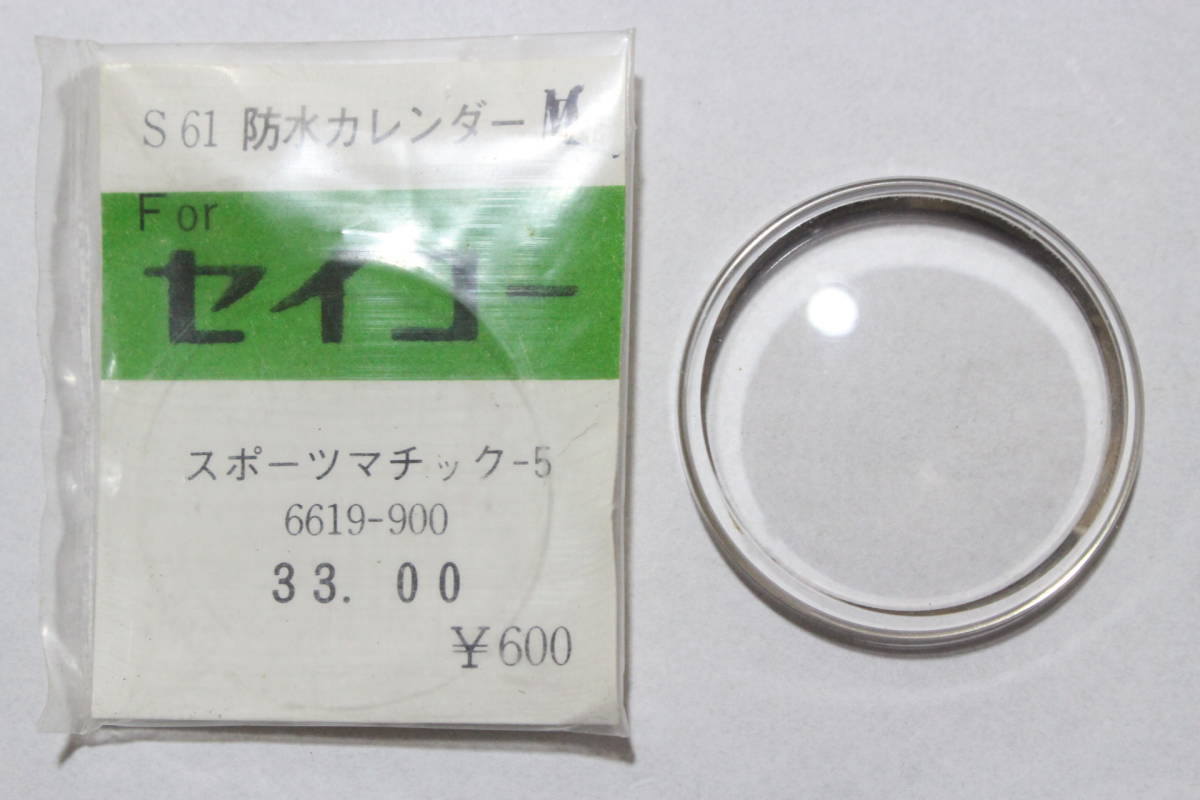 S 61 防水カレンダー M
For
セイコー
スポーツマチック-5
6619-900
33.00
¥600